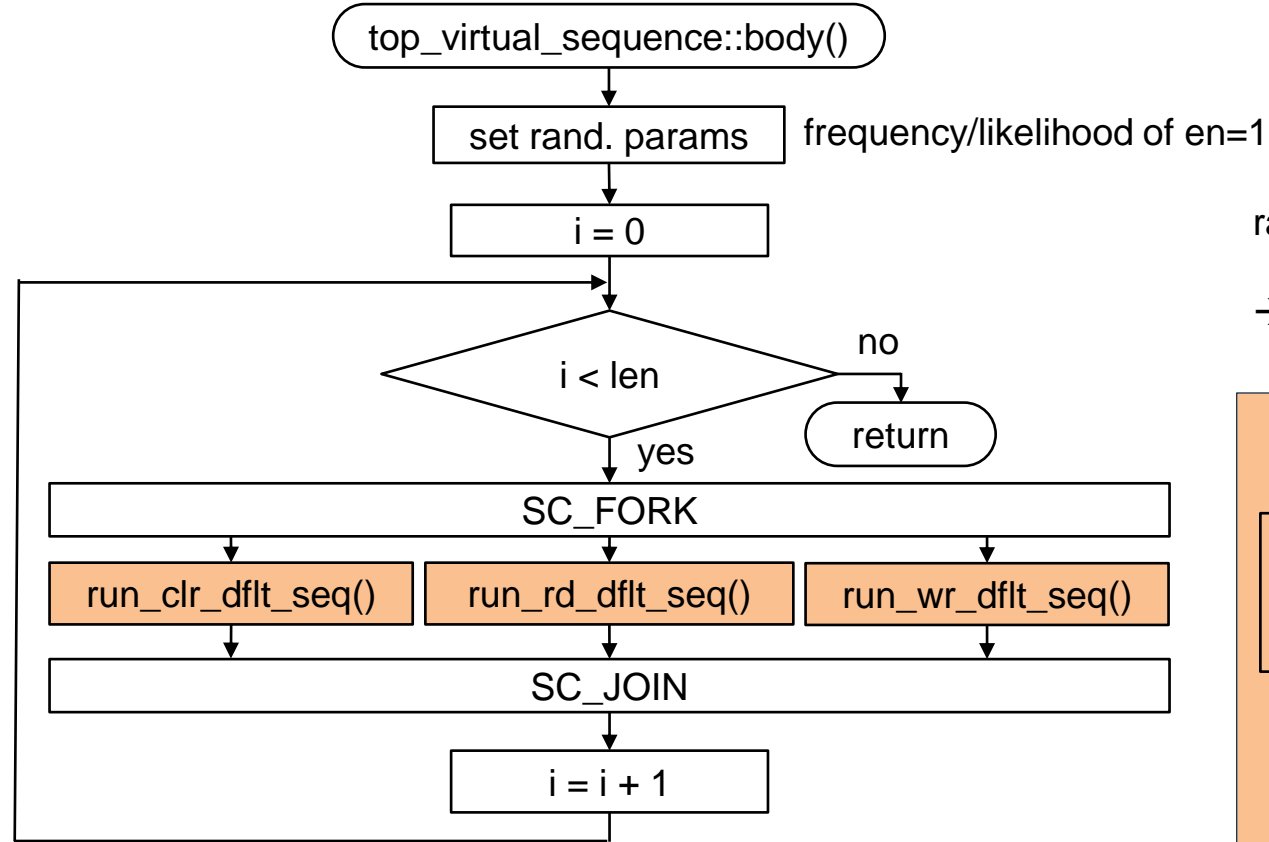 top_virtual_sequence::body()
set rand. params
frequency/likelihood of en=1
i = 0
i < len
no
return
yes
SC_FORK
run_clr_dflt_seq()
run_rd_dflt_seq()
run_wr_dflt_seq()
SC_JOIN
i = i + 1